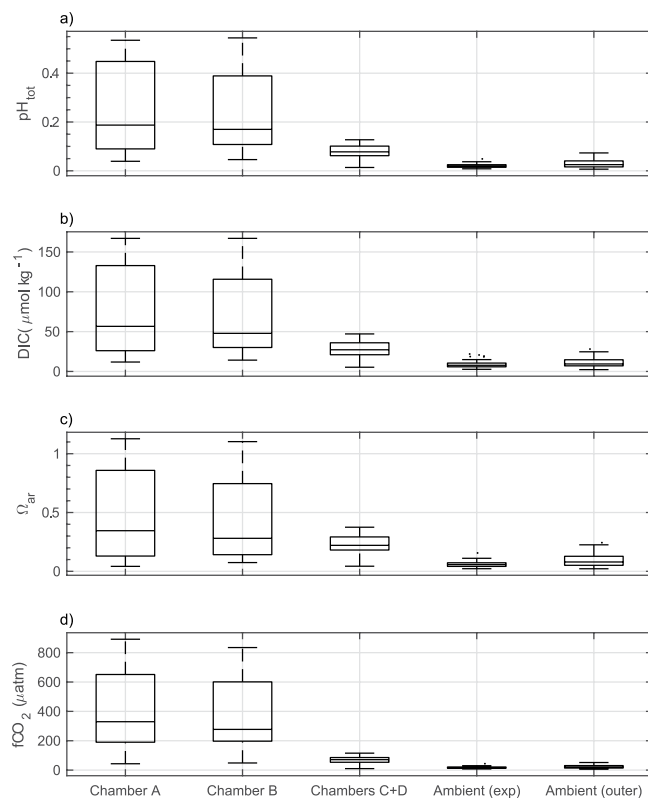 a)
0.4
0.2
0
pH_tot
b)
150
100
50
0
DIC( μmol kg⁻¹)
c)
1
0.5
0
Ω_ar
d)
800
600
400
200
0
fCO₂ (μatm)
Chamber A Chamber B Chambers C+D Ambient (exp) Ambient (outer)